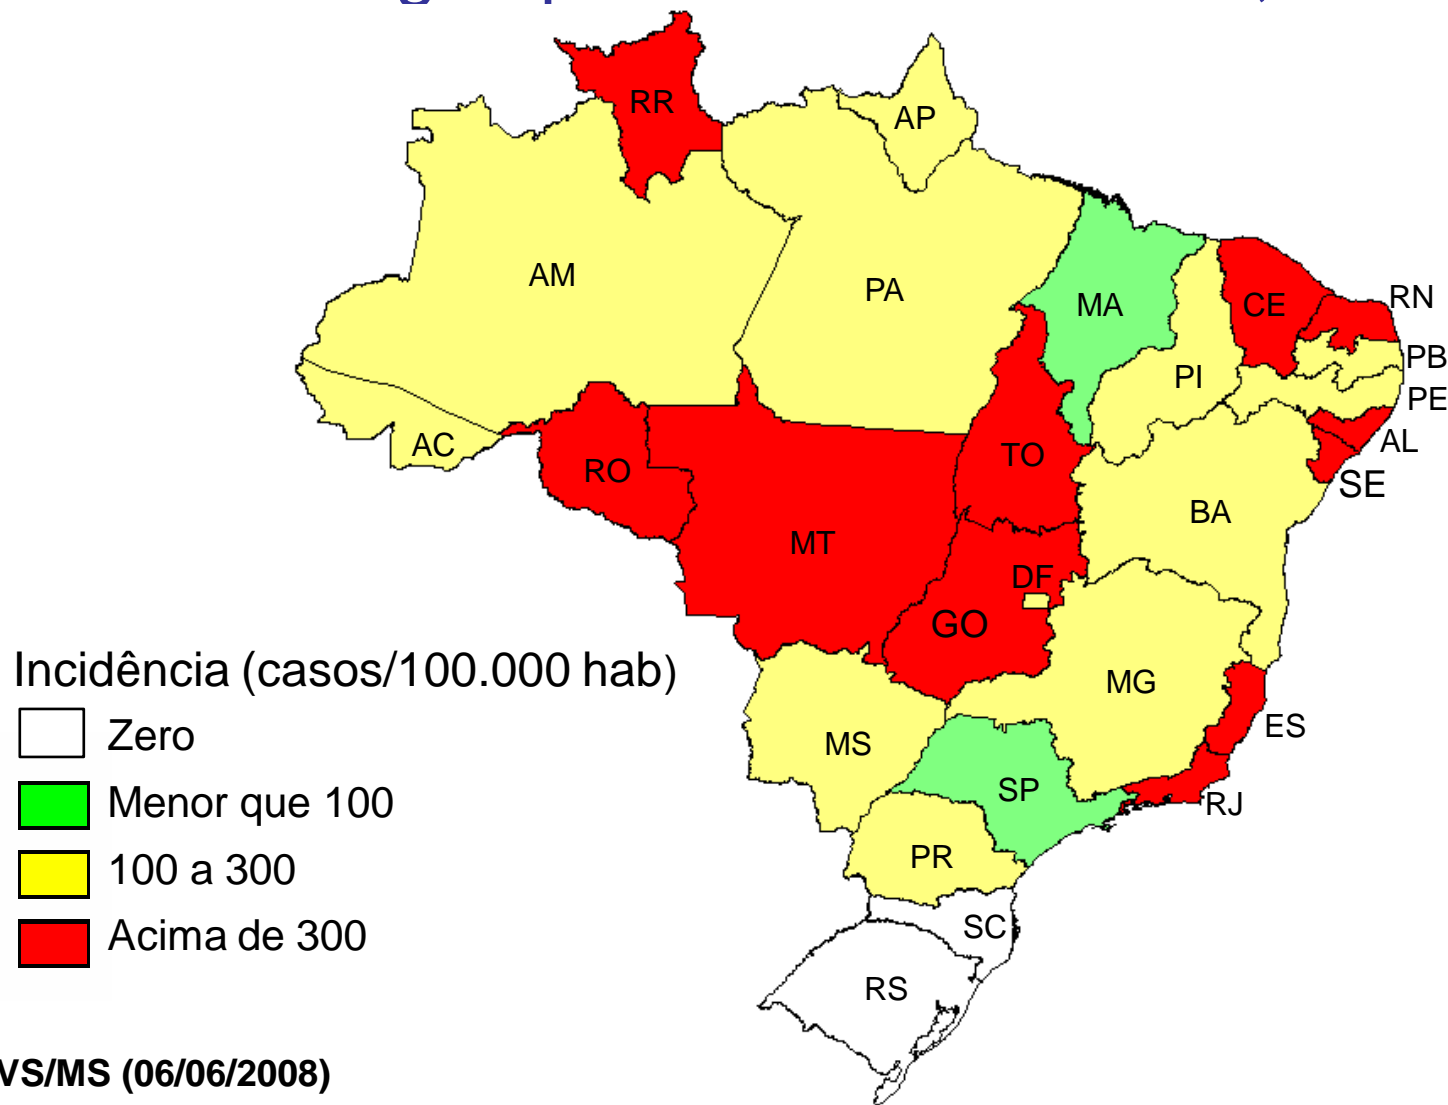 RR
AP
AM
PA
MA
CE
RN
PB
PI
PE
AC
AL
TO
RO
SE
BA
MT
DF
GO
Incidência (casos/100.000 hab)
MG
ES
Zero
MS
SP
Menor que 100
RJ
PR
100 a 300
SC
Acima de 300
RS
VS/MS (06/06/2008)